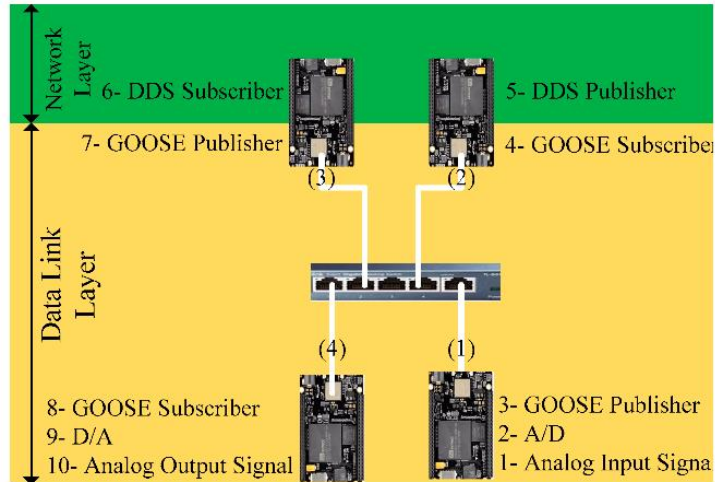 Network
Layer
6- DDS Subscriber
5- DDS Publisher
7- GOOSE Publisher
4- GOOSE Subscriber
(3)
(2)
Data Link
Layer
(4)
(1)
8- GOOSE Subscriber
9- D/A
10- Analog Output Signal
3- GOOSE Publisher
2- A/D
1- Analog Input Signa